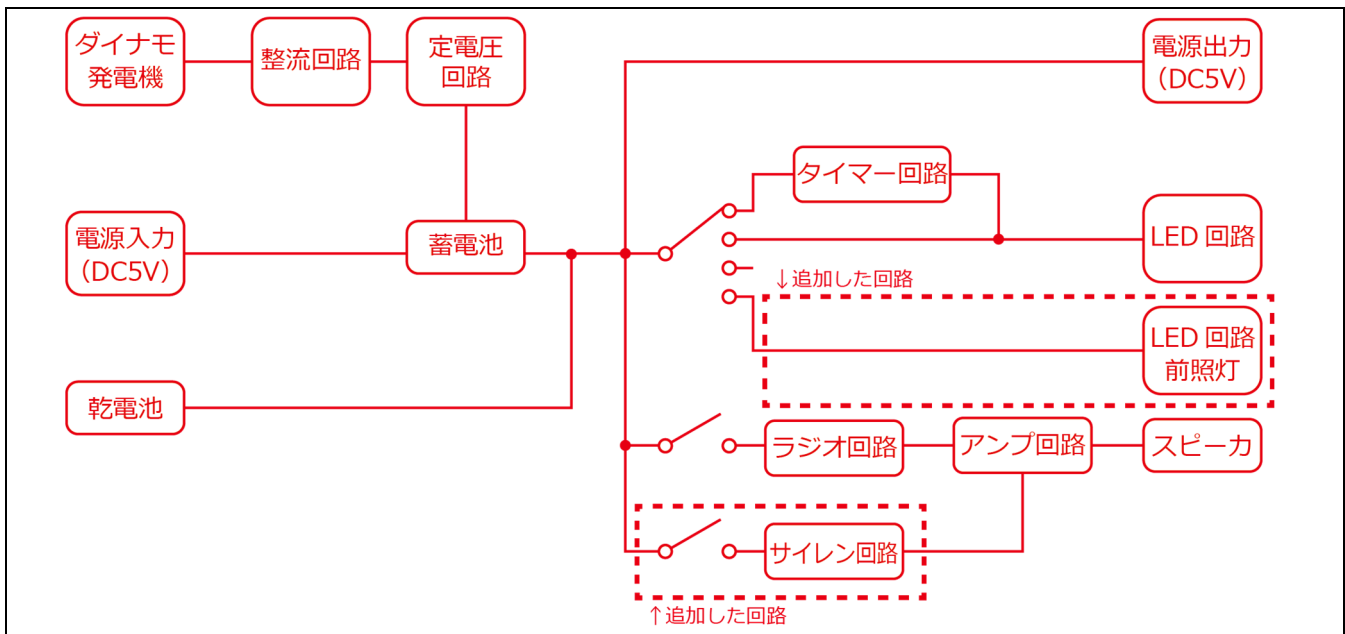 ダイナモ
発電機
整流回路
定電圧
回路
電源出力
（DC5V）
タイマー回路
電源入力
（DC5V）
蓄電池
LED 回路
↓追加した回路
LED 回路
前照灯
乾電池
ラジオ回路
アンプ回路
スピーカ
サイレン回路
↑追加した回路